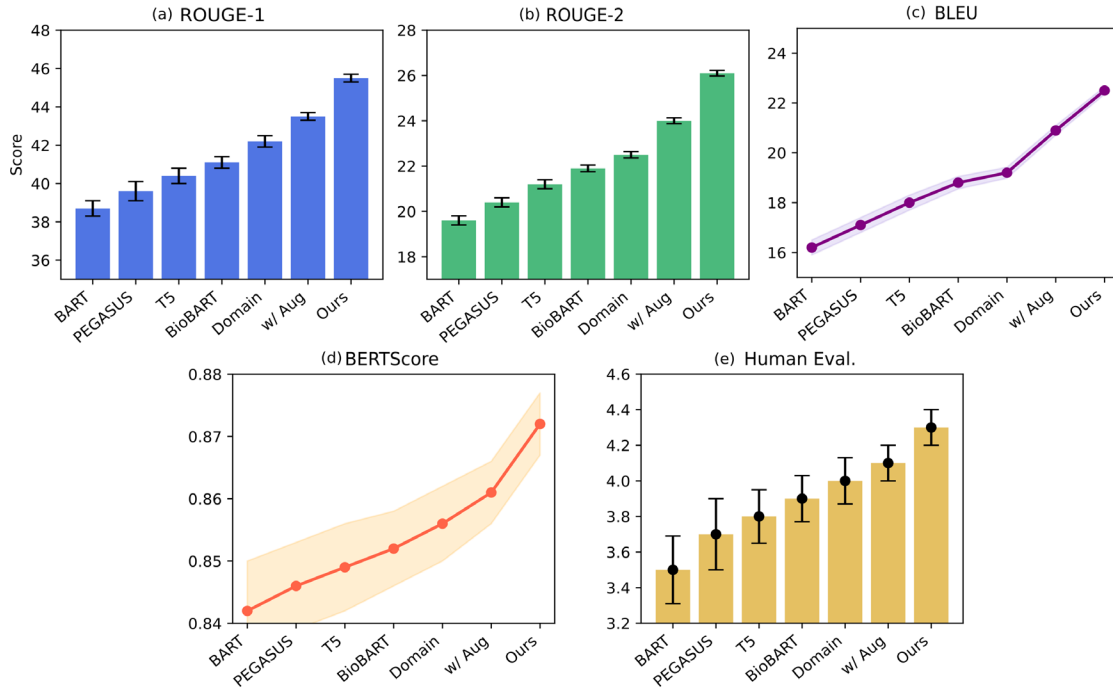 (a) ROUGE-1
48
46
44
42
40
38
36
Score
BART
PEGASUS
T5
BioBART
Domain
w/ Aug
Ours
(b) ROUGE-2
28
26
24
22
20
18
BART
PEGASUS
T5
BioBART
Domain
w/ Aug
Ours
(c) BLEU
24
22
20
18
16
BART
PEGASUS
T5
BioBART
Domain
w/ Aug
Ours
(d) BERTScore
0.88
0.87
0.86
0.85
0.84
BART
PEGASUS
T5
BioBART
Domain
w/ Aug
Ours
(e) Human Eval.
4.6
4.4
4.2
4.0
3.8
3.6
3.4
3.2
BART
PEGASUS
T5
BioBART
Domain
w/ Aug
Ours